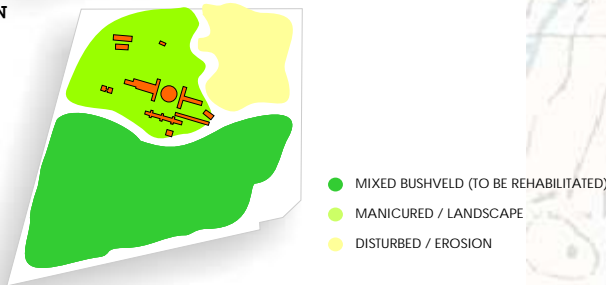 N
MIXED BUSHVELD (TO BE REHABILITATED)
MANICURED / LANDSCAPE
DISTURBED / EROSION